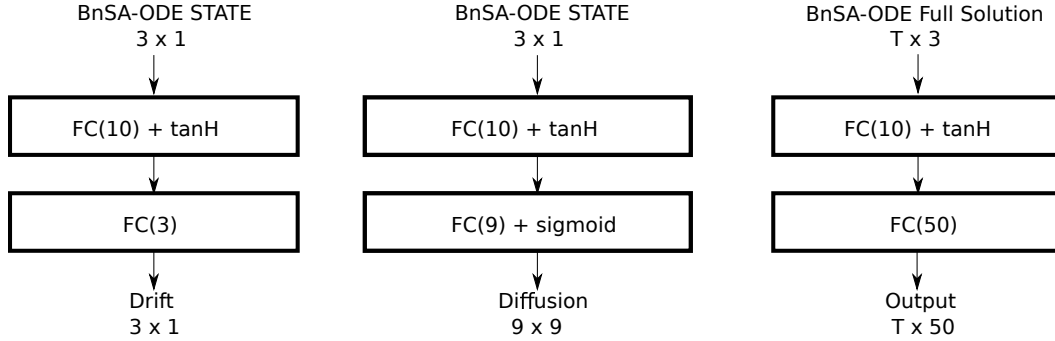 BnSA-ODE STATE
3 x 1
FC(10) + tanH
FC(3)
Drift
3 x 1
BnSA-ODE STATE
3 x 1
FC(10) + tanH
FC(9) + sigmoid
Diffusion
9 x 9
BnSA-ODE Full Solution
T x 3
FC(10) + tanH
FC(50)
Output
T x 50